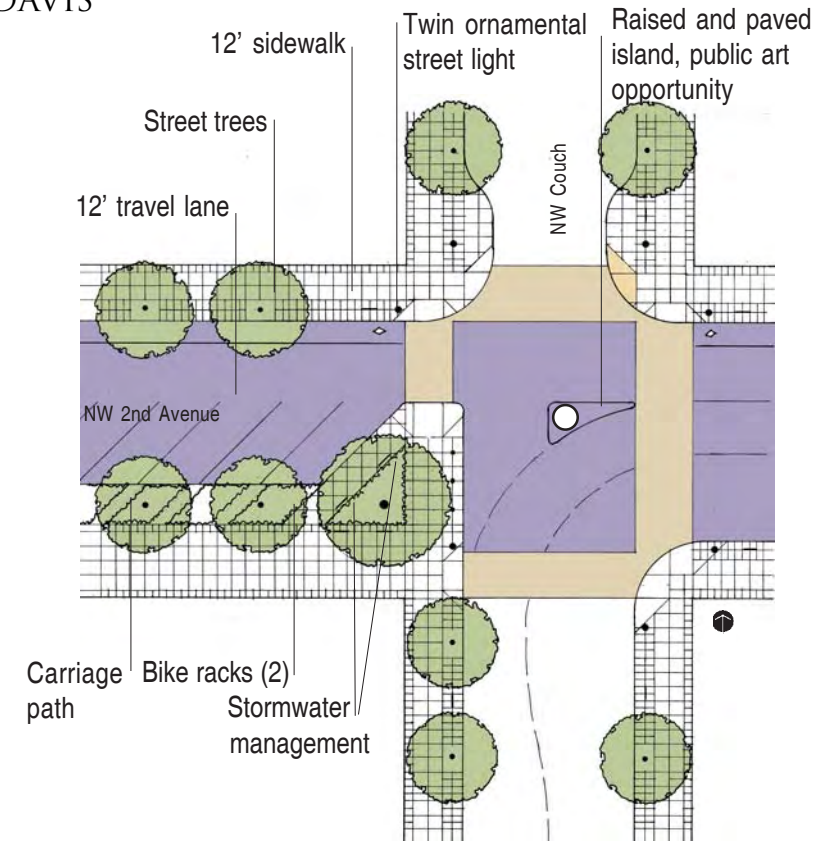 DAVIS
Twin ornamental
street light
Raised and paved
island, public art
opportunity
12’ sidewalk
Street trees
12’ travel lane
NW Couch
NW 2nd Avenue
Carriage
path
Bike racks (2)
Stormwater
management